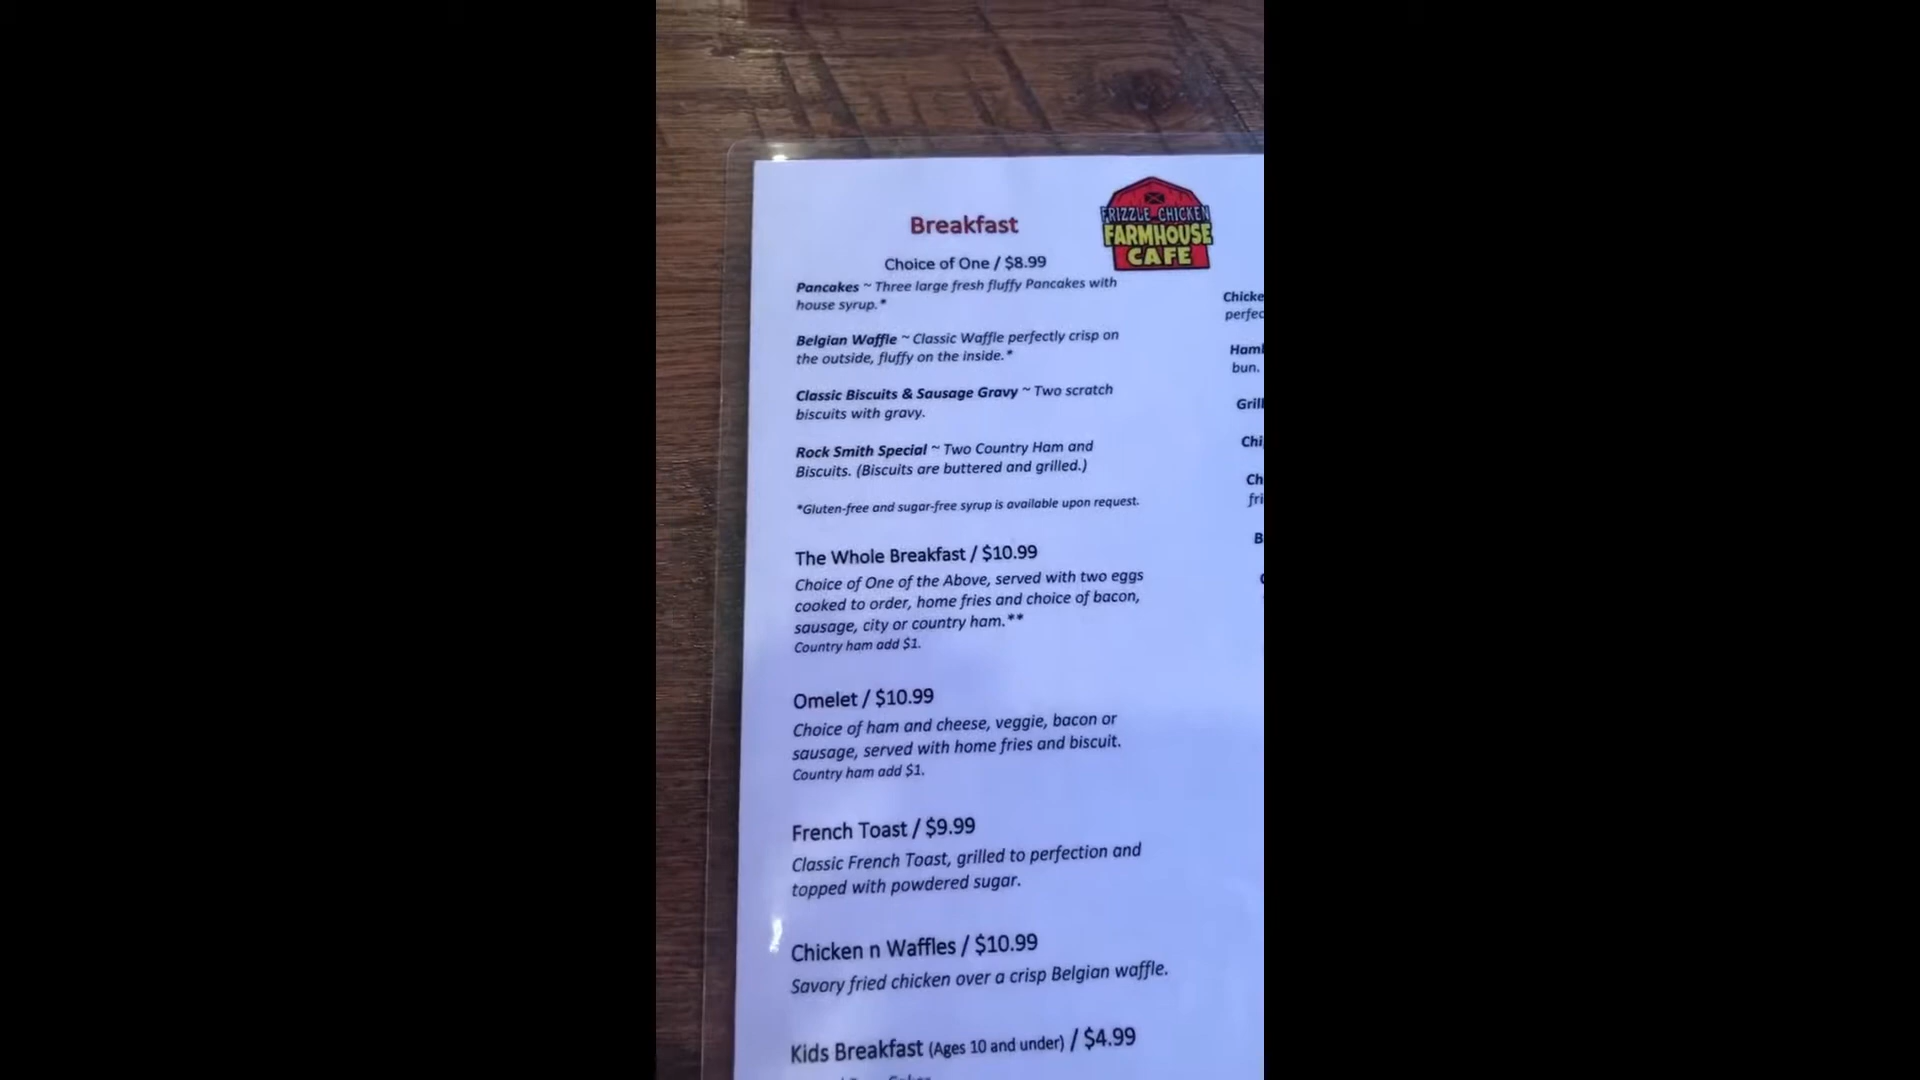 Breakfast
FRIZZLE CHICKEN
FARMHOUSE
CAFE
Choice of One / $8.99
Pancakes ~ Three large fresh fluffy Pancakes with
house syrup.*
Belgian Waffle ~ Classic Waffle perfectly crisp on
the outside, fluffy on the inside.*
Classic Biscuits & Sausage Gravy ~ Two scratch
biscuits with gravy.
Rock Smith Special ~ Two Country Ham and
Biscuits. (Biscuits are buttered and grilled.)
*Gluten-free and sugar-free syrup is available upon request.
The Whole Breakfast / $10.99
Choice of One of the Above, served with two eggs
cooked to order, home fries and choice of bacon,
sausage, city or country ham.**
Country ham add $1.
Omelet / $10.99
Choice of ham and cheese, veggie, bacon or
sausage, served with home fries and biscuit.
Country ham add $1.
French Toast / $9.99
Classic French Toast, grilled to perfection and
topped with powdered sugar.
Chicken n Waffles / $10.99
Savory fried chicken over a crisp Belgian waffle.
Kids Breakfast (Ages 10 and under) / $4.99
bun.